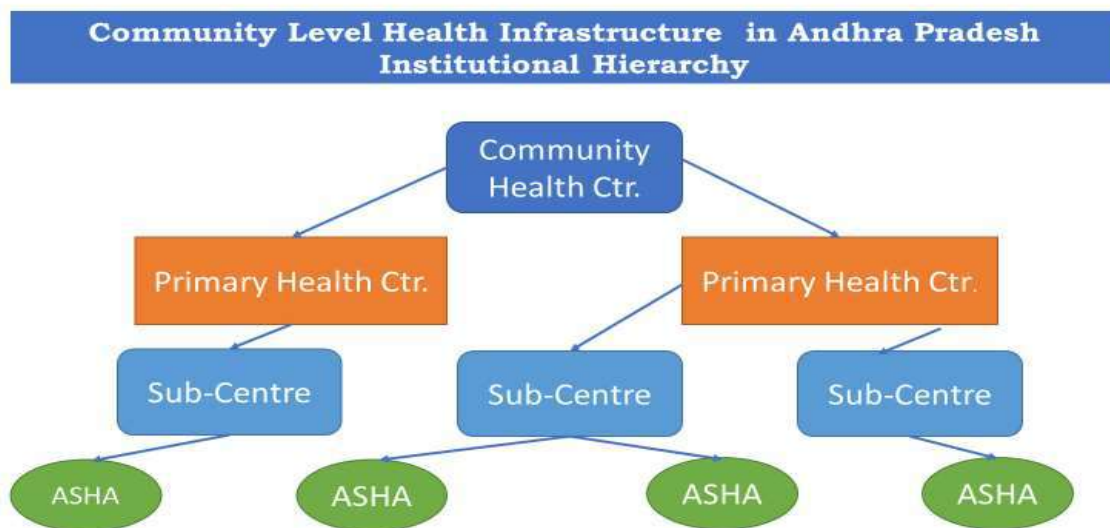 Community Level Health Infrastructure in Andhra Pradesh
Institutional Hierarchy
Community
Health Ctr.
Primary Health Ctr.
Primary Health Ctr.
Sub-Centre
Sub-Centre
Sub-Centre
ASHA
ASHA
ASHA
ASHA